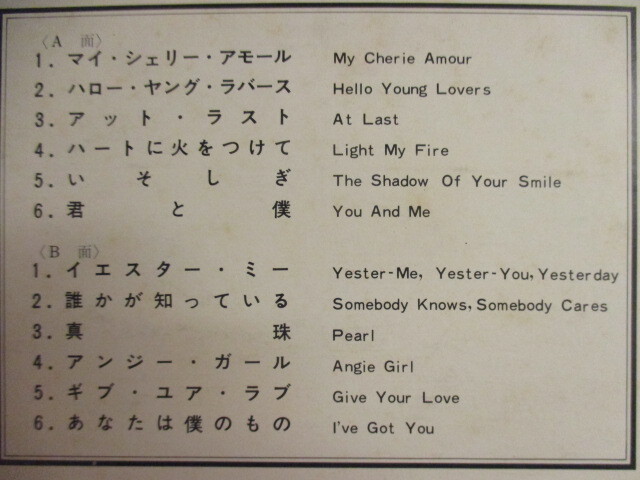 〈A 面〉
1. マイ・シェリー・アモール My Cherie Amour
2. ハロー・ヤング・ラバース Hello Young Lovers
3. アット・ラスト At Last
4. ハートに火をつけて Light My Fire
5. いそしぎ The Shadow Of Your Smile
6. 君と僕 You And Me
〈B 面〉
1. イエスター・ミー Yester-Me, Yester-You, Yesterday
2. 誰かが知っている Somebody Knows, Somebody Cares
3. 真珠 Pearl
4. アンジー・ガール Angie Girl
5. ギブ・ユア・ラブ Give Your Love
6. あなたは僕のもの I've Got You